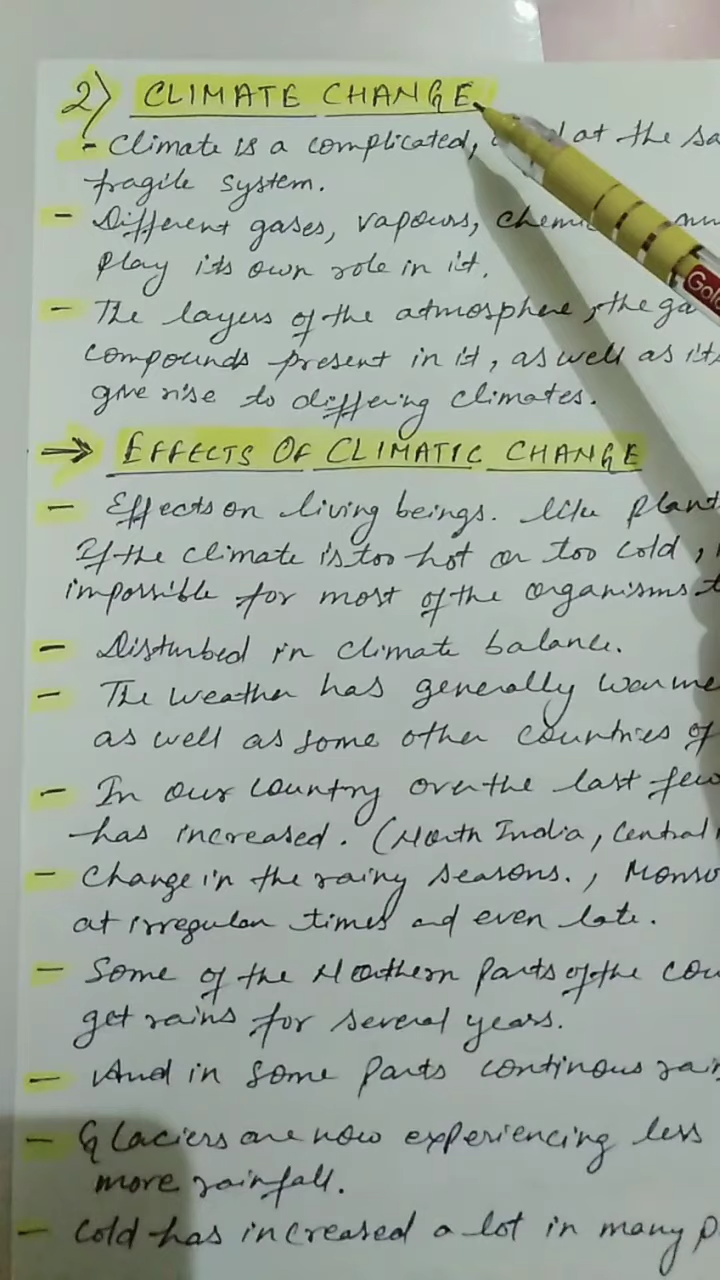 2) CLIMATE CHANGE
- Climate is a complicated, at the sa
fragile system.
- Different gases, vapours, chemi
play its own role in it.
- The layers of the atmosphere, the ga
compounds present in it, as well as its
give rise to differing climates.
→ EFFECTS OF CLIMATIC CHANGE
- Effects on living beings. like plant
If the climate is too hot or too cold,
impossible for most of the organisms t
- Disturbed in climate balance.
- The weather has generally warme
as well as some other countries of
- In our country over the last few
has increased. (North India, Central
- Change in the rainy seasons., Monso
at irregular times and even late.
- Some of the Northern parts of the cou
get rains for several years.
- And in some parts continous rai
- Glaciers are now experiencing less
more rainfall.
- Cold has increased a lot in many p
Gol